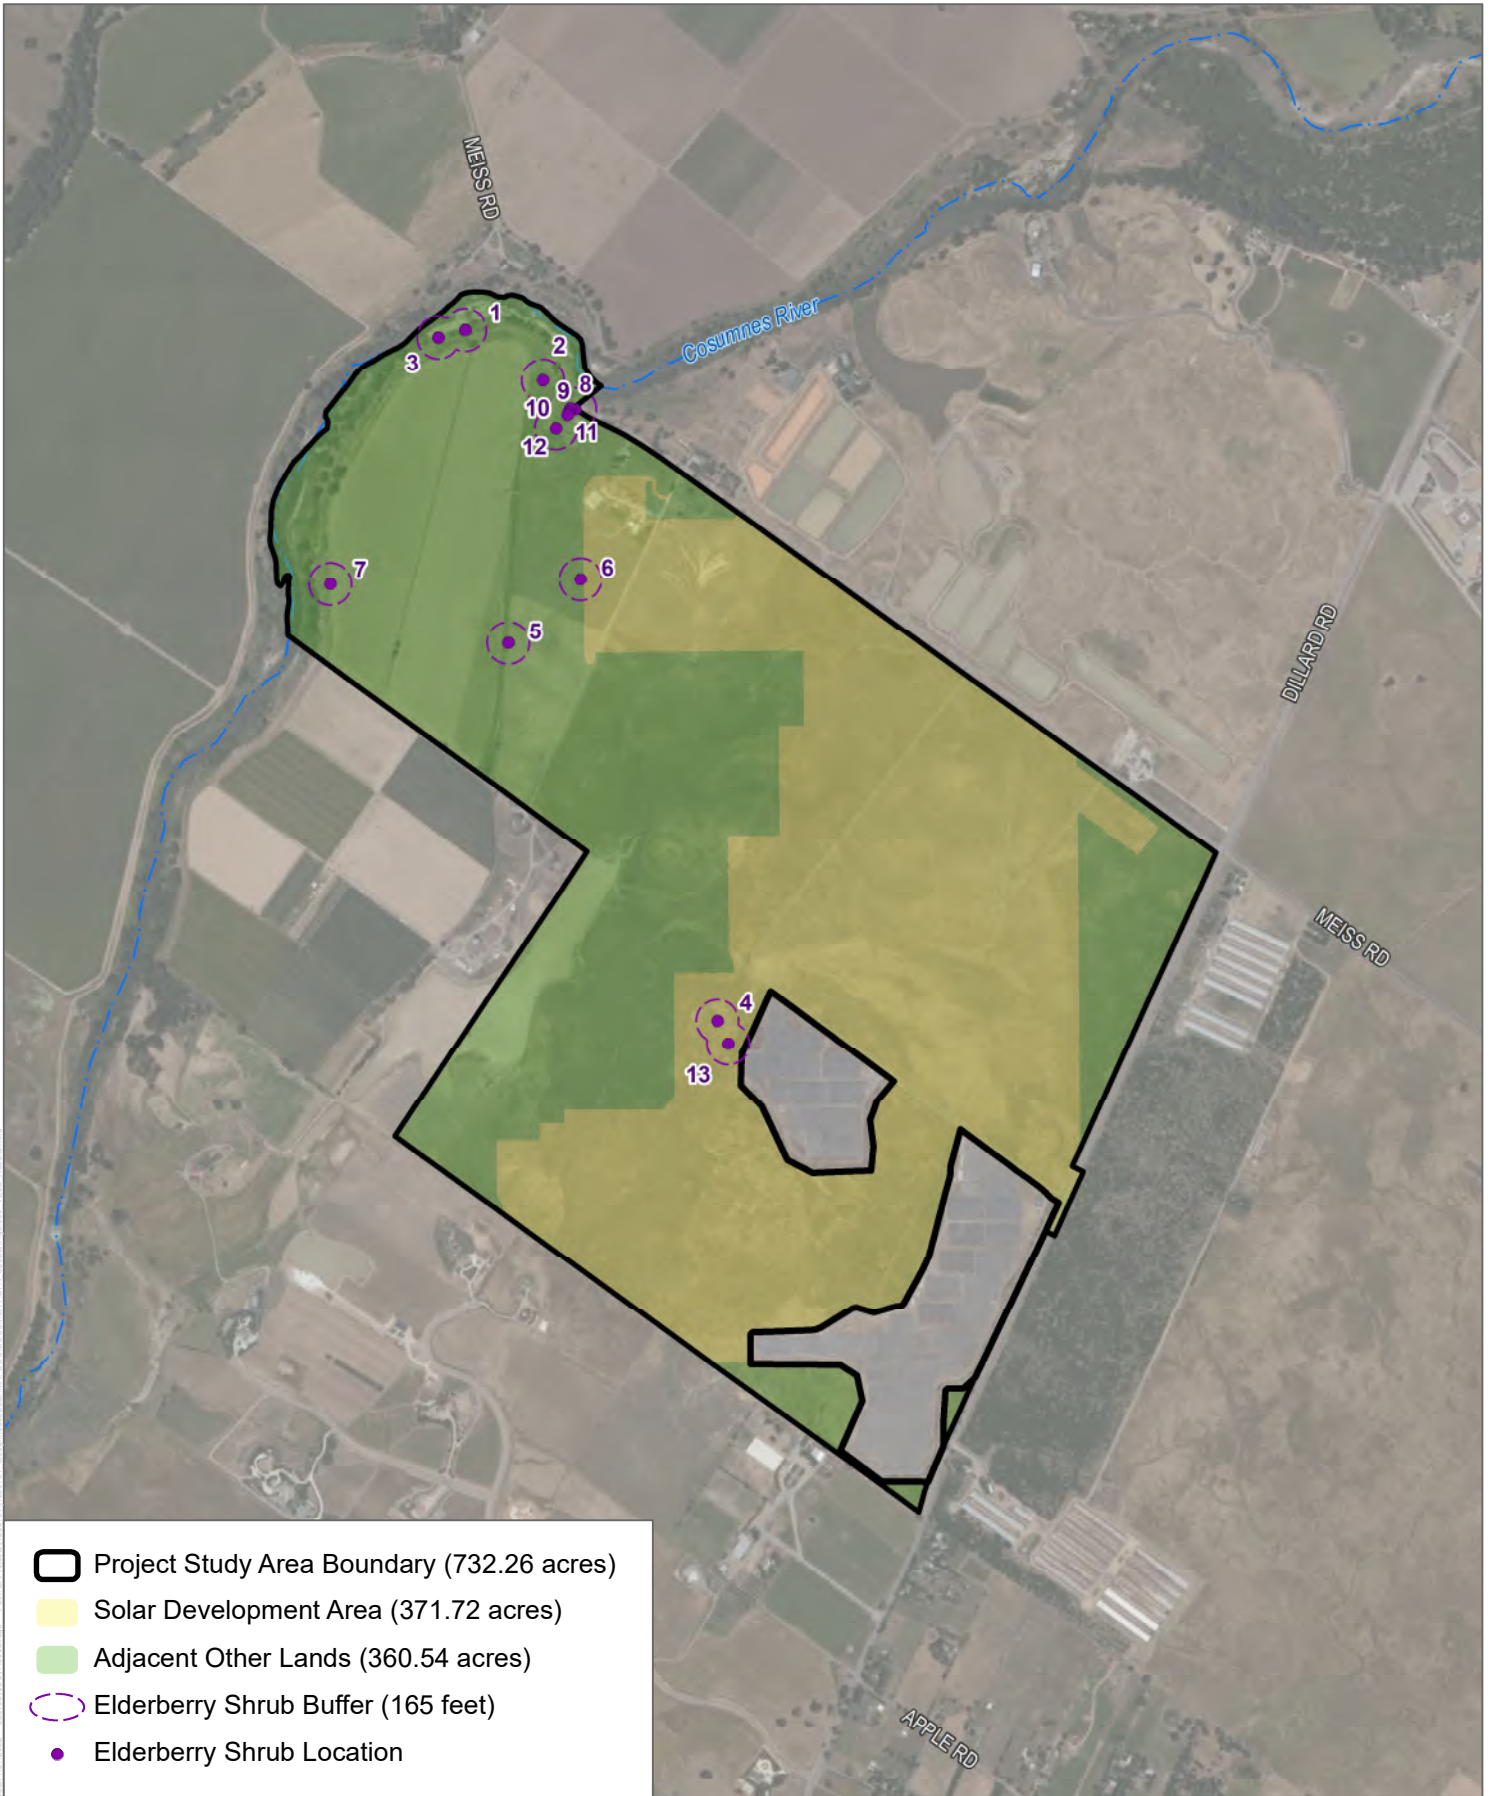 MEISS RD
Cosumnes River
1
3
2
9
8
10
11
12
7
6
5
DILLARD RD
MEISS RD
4
13
Project Study Area Boundary (732.26 acres)
Solar Development Area (371.72 acres)
Adjacent Other Lands (360.54 acres)
Elderberry Shrub Buffer (165 feet)
Elderberry Shrub Location
APPLE RD